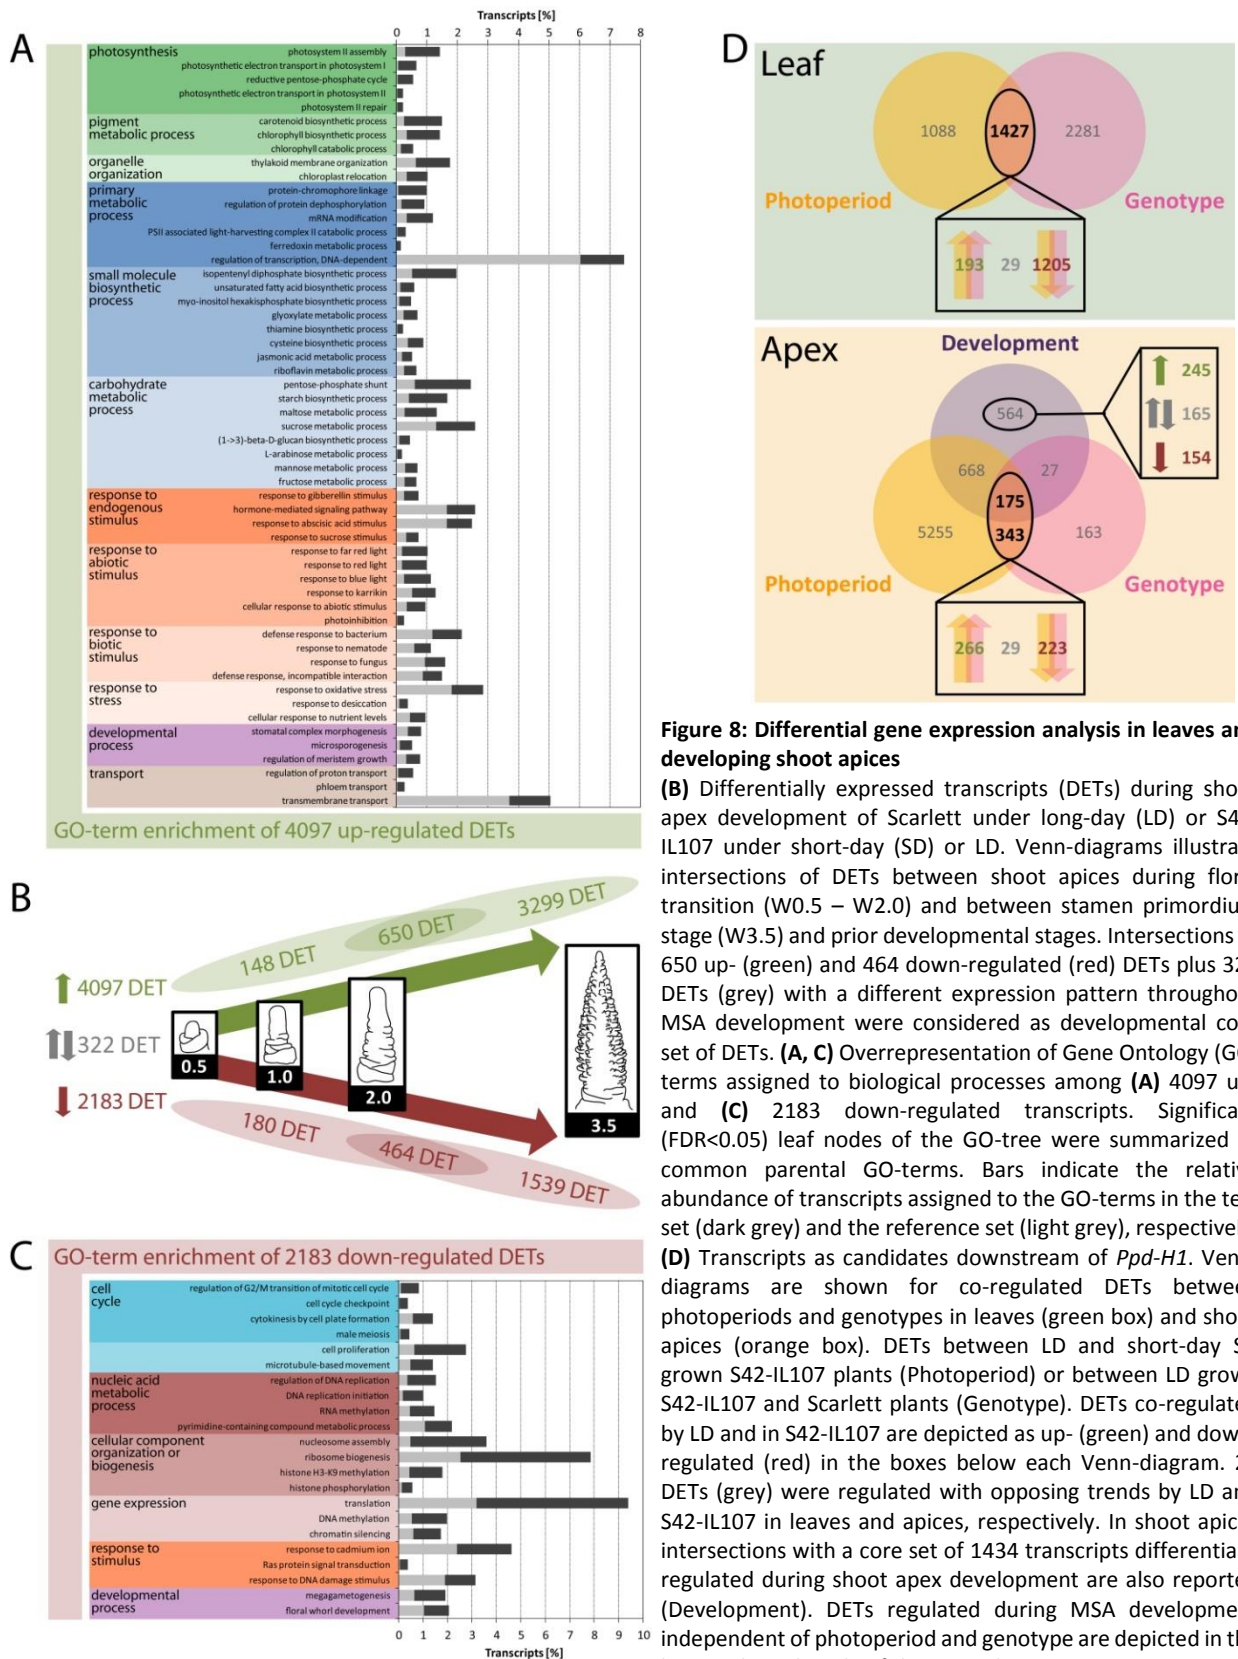 A
Transcripts [%]
0 1 2 3 4 5 6 7 8
photosynthesis
photosystem II assembly
photosynthetic electron transport in photosystem I
reductive pentose-phosphate cycle
photosynthetic electron transport in photosystem II
photosystem II repair
pigment
metabolic process
carotenoid biosynthetic process
chlorophyll biosynthetic process
chlorophyll catabolic process
organelle
organization
thylakoid membrane organization
chloroplast relocation
primary
metabolic
process
protein-chromophore linkage
regulation of protein dephosphorylation
mRNA modification
PSII associated light-harvesting complex II catabolic process
ferredoxin metabolic process
regulation of transcription, DNA-dependent
small molecule
biosynthetic
process
isopentenyl diphosphate biosynthetic process
unsaturated fatty acid biosynthetic process
myo-inositol hexakisphosphate biosynthetic process
glyoxylate metabolic process
thiamine biosynthetic process
cysteine biosynthetic process
jasmonic acid metabolic process
riboflavin metabolic process
carbohydrate
metabolic
process
pentose-phosphate shunt
starch biosynthetic process
maltose metabolic process
sucrose metabolic process
(1->3)-beta-D-glucan biosynthetic process
L-arabinose metabolic process
mannose metabolic process
fructose metabolic process
response to
endogenous
stimulus
response to gibberellin stimulus
hormone-mediated signaling pathway
response to abscisic acid stimulus
response to sucrose stimulus
response to
abiotic
stimulus
response to far red light
response to red light
response to blue light
response to karrikin
cellular response to abiotic stimulus
photoinhibition
response to
biotic
stimulus
defense response to bacterium
response to nematode
response to fungus
defense response, incompatible interaction
response to
stress
response to oxidative stress
response to desiccation
cellular response to nutrient levels
developmental
process
stomatal complex morphogenesis
microsporogenesis
regulation of meristem growth
transport
regulation of proton transport
phloem transport
transmembrane transport
GO-term enrichment of 4097 up-regulated DETs
B
4097 DET
322 DET
2183 DET
148 DET
650 DET
3299 DET
0.5
1.0
2.0
3.5
180 DET
464 DET
1539 DET
C
GO-term enrichment of 2183 down-regulated DETs
cell
cycle
regulation of G2/M transition of mitotic cell cycle
cell cycle checkpoint
cytokinesis by cell plate formation
male meiosis
cell proliferation
microtubule-based movement
nucleic acid
metabolic
process
regulation of DNA replication
DNA replication initiation
RNA methylation
pyrimidine-containing compound metabolic process
cellular component
organization or
biogenesis
nucleosome assembly
ribosome biogenesis
histone H3-K9 methylation
histone phosphorylation
gene expression
translation
DNA methylation
chromatin silencing
response to
stimulus
response to cadmium ion
Ras protein signal transduction
response to DNA damage stimulus
developmental
process
megagametogenesis
floral whorl development
0 1 2 3 4 5 6 7 8 9 10
Transcripts [%]
D
Leaf
1088
1427
2281
Photoperiod
Genotype
193 29 1205
Apex
Development
564
245
165
154
668
27
175
5255
343
163
Photoperiod
Genotype
266 29 223
Figure 8: Differential gene expression analysis in leaves
developing shoot apices
(B) Differentially expressed transcripts (DETs) during
apex development of Scarlett under long-day (LD) or
IL107 under short-day (SD) or LD. Venn-diagrams
intersections of DETs between shoot apices during
transition (W0.5 – W2.0) and between stamen
stage (W3.5) and prior developmental stages. Intersections
650 up- (green) and 464 down-regulated (red) DETs plus
DETs (grey) with a different expression pattern
MSA development were considered as developmental
set of DETs. (A, C) Overrepresentation of Gene Ontology
terms assigned to biological processes among (A) 4097
and (C) 2183 down-regulated transcripts.
(FDR<0.05) leaf nodes of the GO-tree were summarized
common parental GO-terms. Bars indicate the
abundance of transcripts assigned to the GO-terms in the
set (dark grey) and the reference set (light grey),
(D) Transcripts as candidates downstream of Ppd-H1.
diagrams are shown for co-regulated DETs
photoperiods and genotypes in leaves (green box) and
apices (orange box). DETs between LD and short-day
grown S42-IL107 plants (Photoperiod) or between LD
S42-IL107 and Scarlett plants (Genotype). DETs
by LD and in S42-IL107 are depicted as up- (green) and
regulated (red) in the boxes below each Venn-diagram.
DETs (grey) were regulated with opposing trends by LD
S42-IL107 in leaves and apices, respectively. In shoot
intersections with a core set of 1434 transcripts
regulated during shoot apex development are also
(Development). DETs regulated during MSA
independent of photoperiod and genotype are depicted in